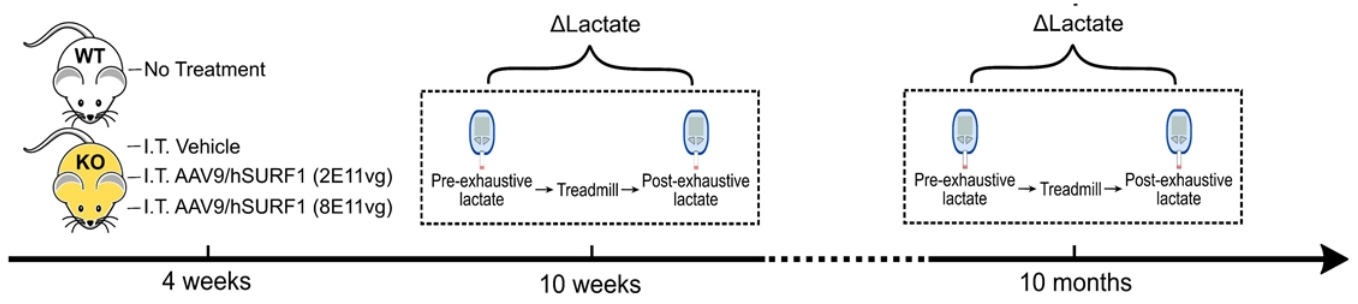 WT
No Treatment
KO
I.T. Vehicle
I.T. AAV9/hSURF1 (2E11vg)
I.T. AAV9/hSURF1 (8E11vg)
ΔLactate
Pre-exhaustive
lactate
Treadmill
Post-exhaustive
lactate
ΔLactate
Pre-exhaustive
lactate
Treadmill
Post-exhaustive
lactate
4 weeks
10 weeks
10 months